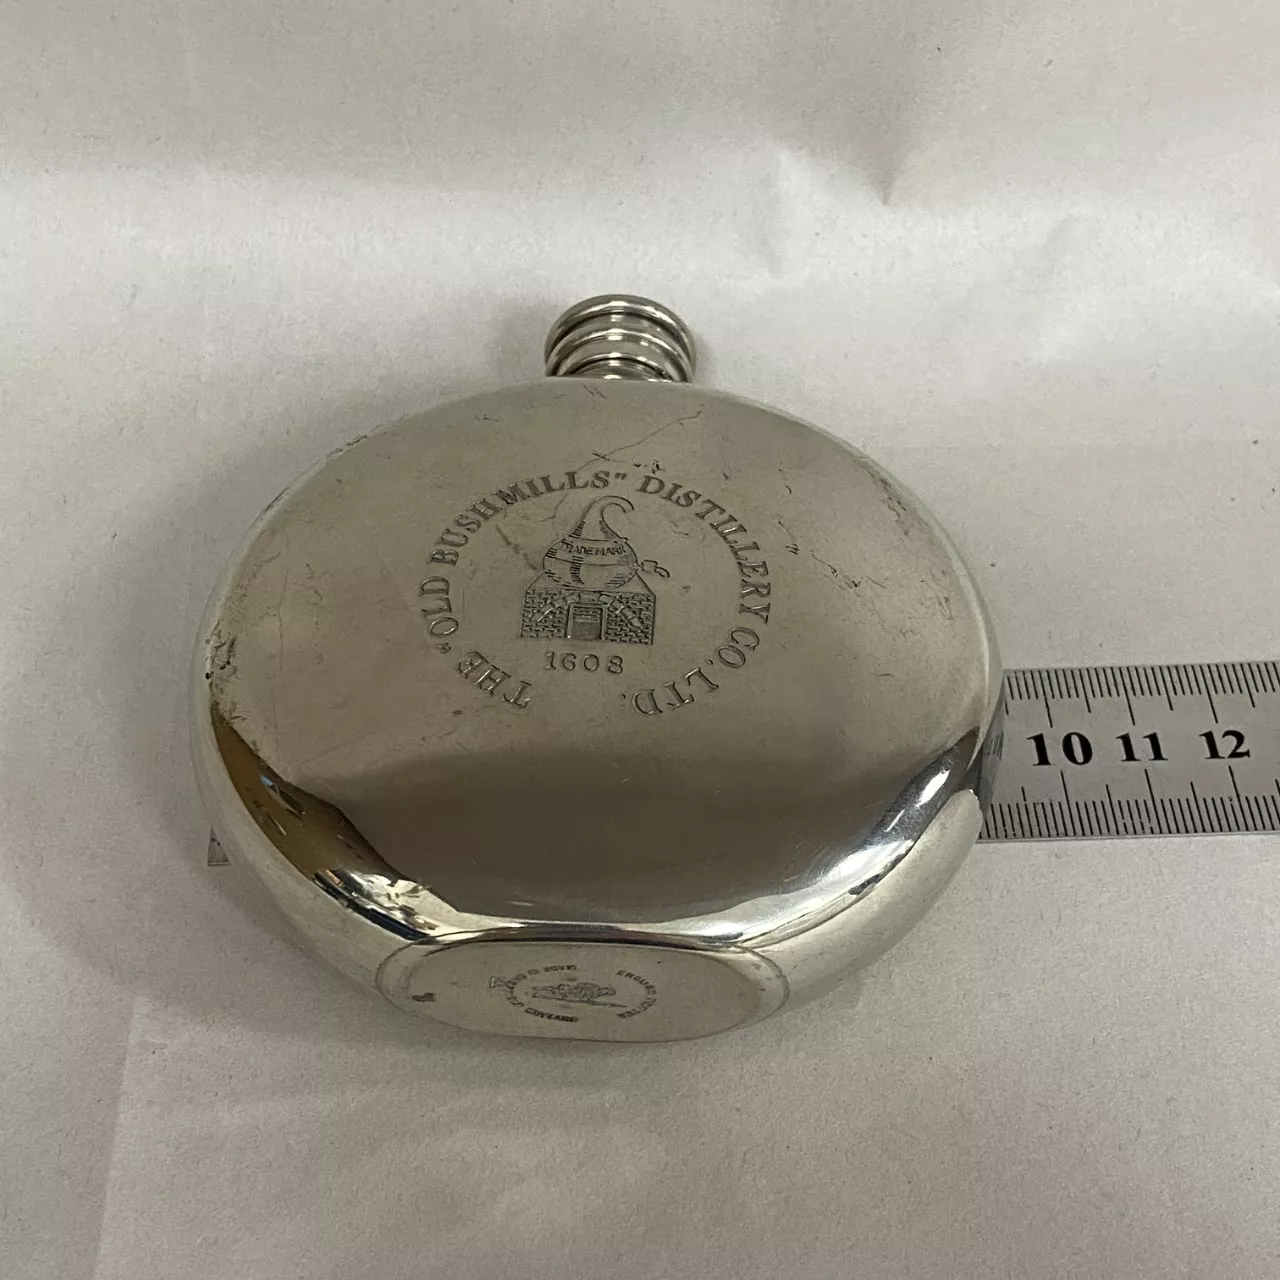 THE "OLD BUSHMILLS" DISTILLERY CO. LTD.
TRADE MARK
1608
10 11 12
ENGLISH PEWTER